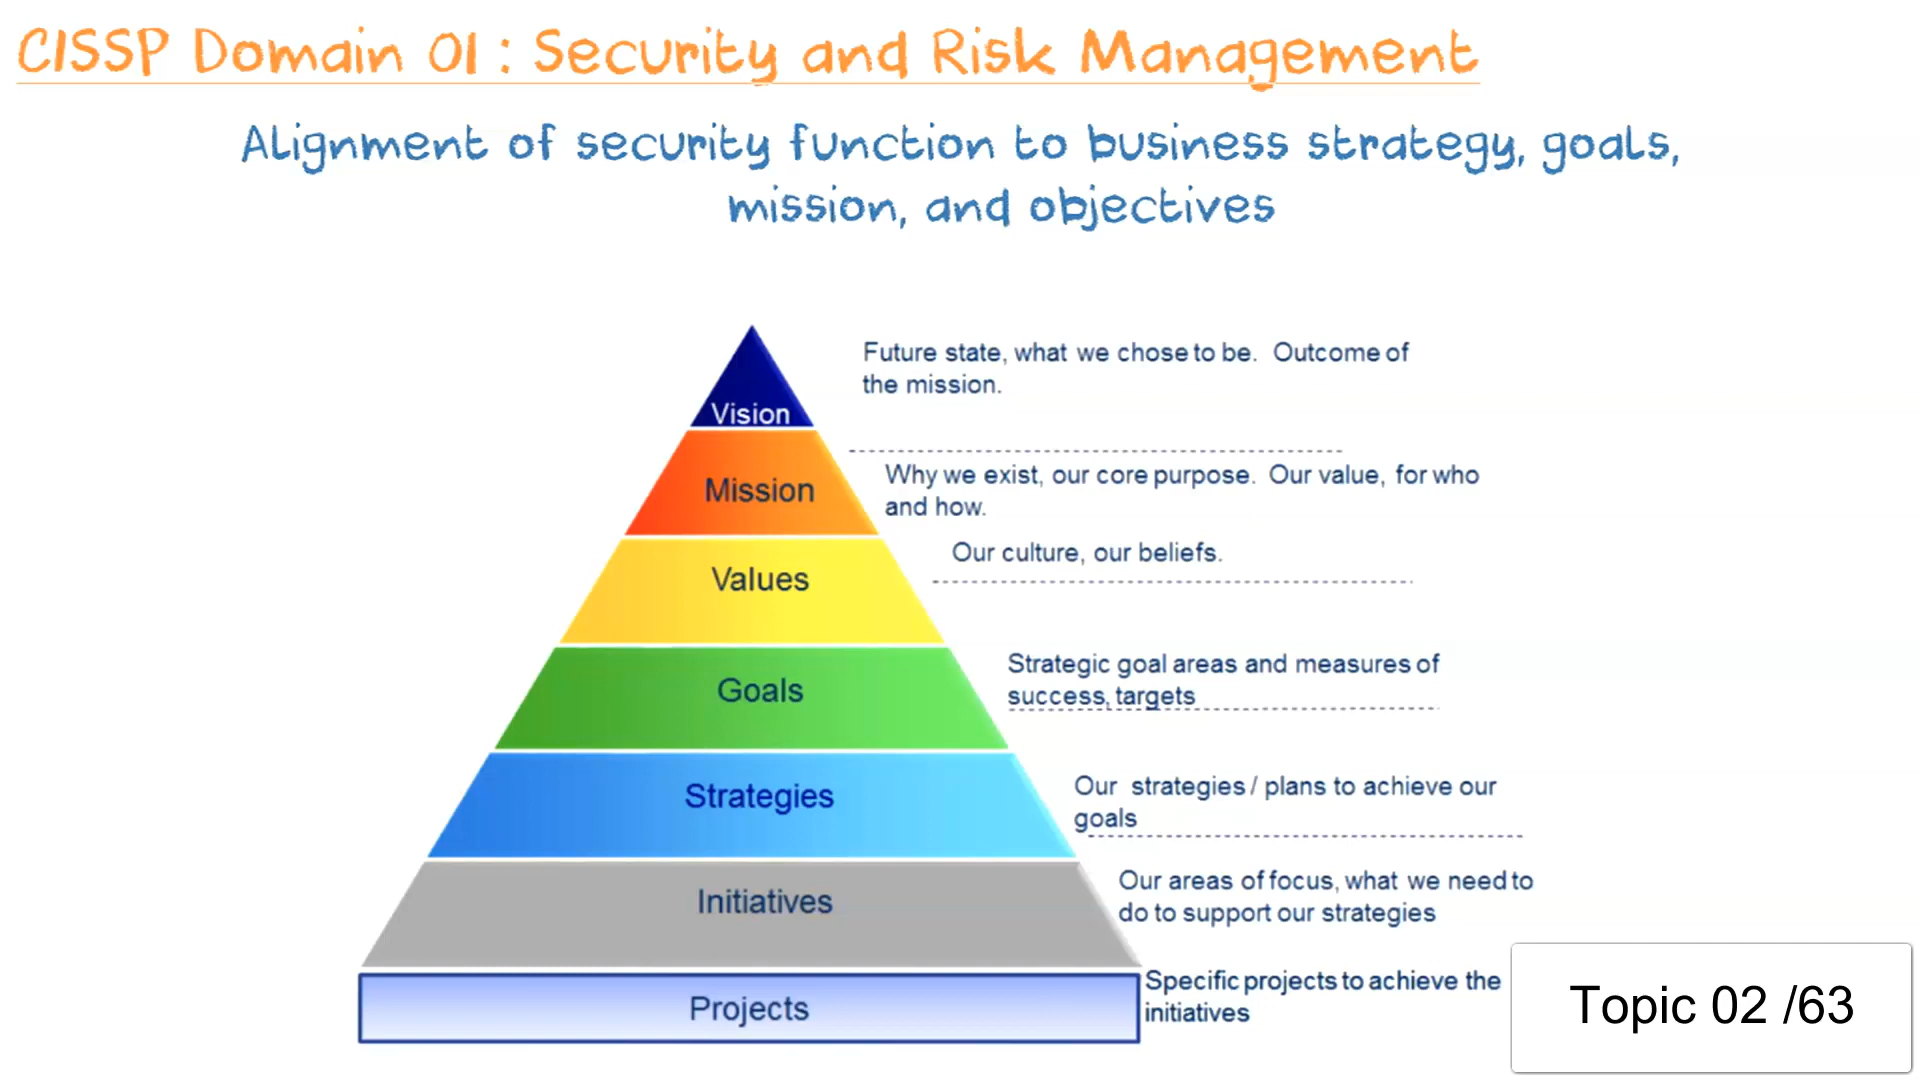 CISSP Domain 01 : Security and Risk Management
Alignment of security function to business strategy, goals,
mission, and objectives
Vision
Future state, what we chose to be. Outcome of
the mission.
Mission
Why we exist, our core purpose. Our value, for who
and how.
Values
Our culture, our beliefs.
Goals
Strategic goal areas and measures of
success, targets
Strategies
Our strategies / plans to achieve our
goals
Initiatives
Our areas of focus, what we need to
do to support our strategies
Projects
Specific projects to achieve the
initiatives
Topic 02 /63